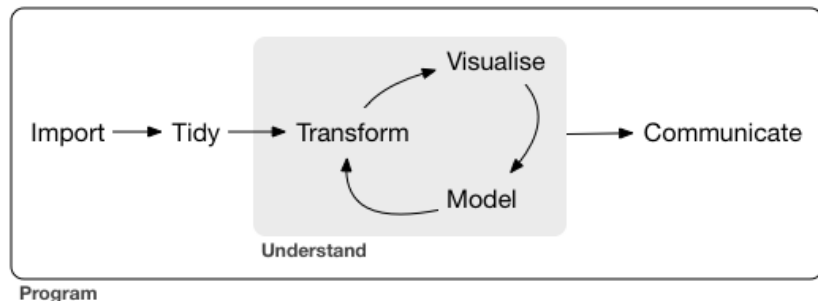 Visualise
Import
Tidy
Transform
Communicate
Model
Understand
Program